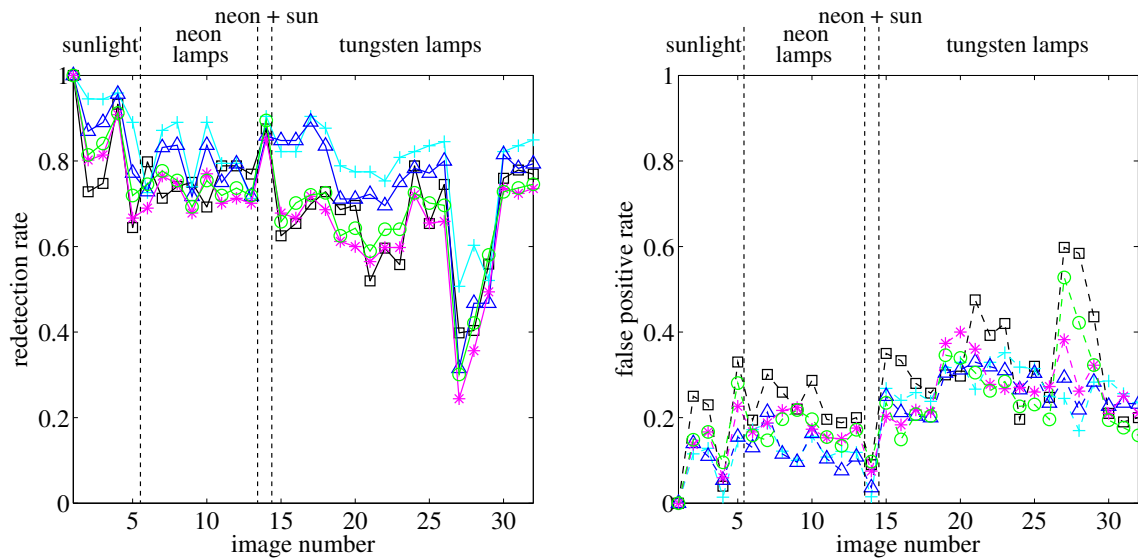 neon + sun
sunlight
neon
lamps
tungsten lamps
1
0.8
0.6
0.4
0.2
0
redetection rate
5 10 15 20 25 30
image number
neon + sun
sunlight
neon
lamps
tungsten lamps
1
0.8
0.6
0.4
0.2
0
false positive rate
5 10 15 20 25 30
image number